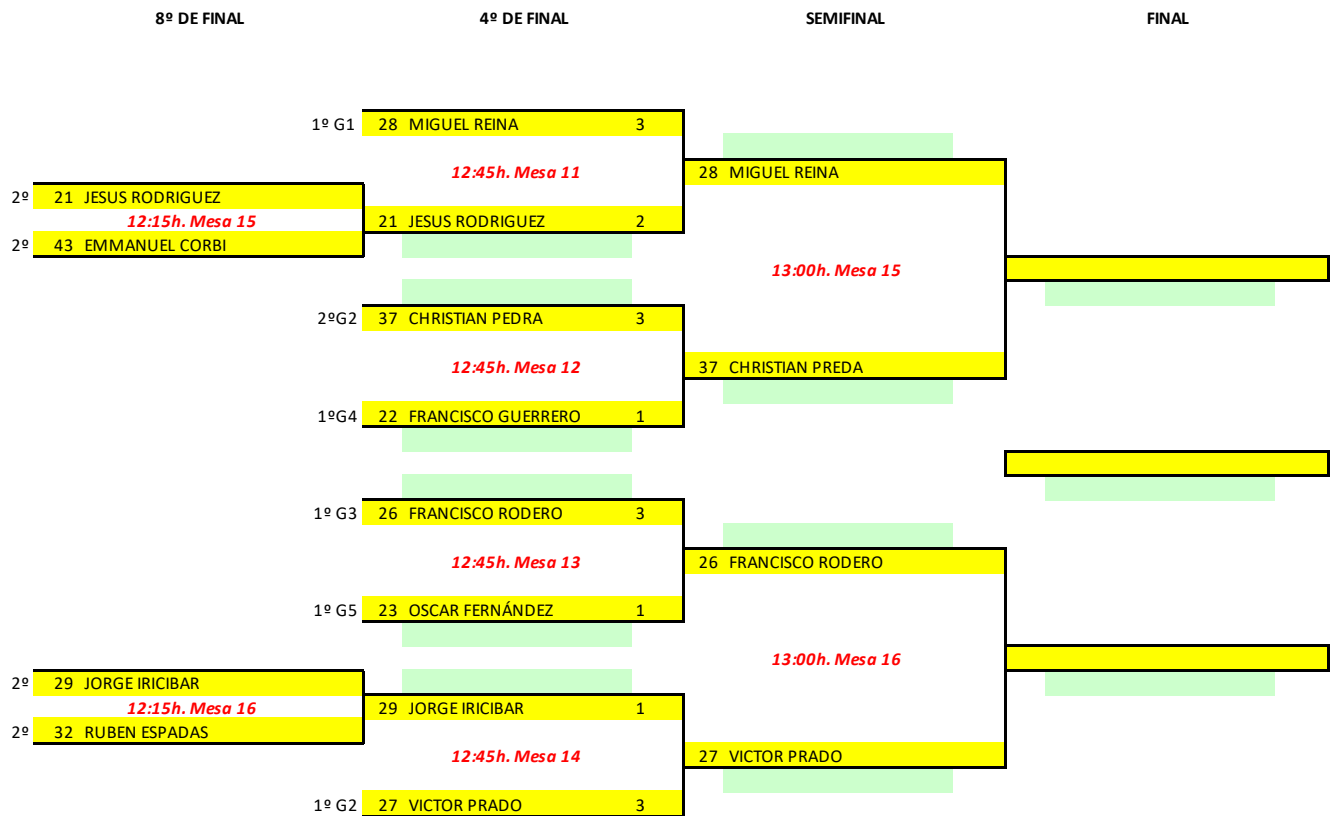 8º DE FINAL 4º DE FINAL SEMIFINAL FINAL
1º G1 28 MIGUEL REINA 3
12:45h. Mesa 11 28 MIGUEL REINA
2º 21 JESUS RODRIGUEZ
12:15h. Mesa 15 21 JESUS RODRIGUEZ 2
2º 43 EMMANUEL CORBI
13:00h. Mesa 15
2ºG2 37 CHRISTIAN PEDRA 3
12:45h. Mesa 12 37 CHRISTIAN PREDA
1ºG4 22 FRANCISCO GUERRERO 1
1º G3 26 FRANCISCO RODERO 3
12:45h. Mesa 13 26 FRANCISCO RODERO
1º G5 23 OSCAR FERNÁNDEZ 1
13:00h. Mesa 16
2º 29 JORGE IRICIBAR
12:15h. Mesa 16 29 JORGE IRICIBAR 1
2º 32 RUBEN ESPADAS
12:45h. Mesa 14 27 VICTOR PRADO
1º G2 27 VICTOR PRADO 3